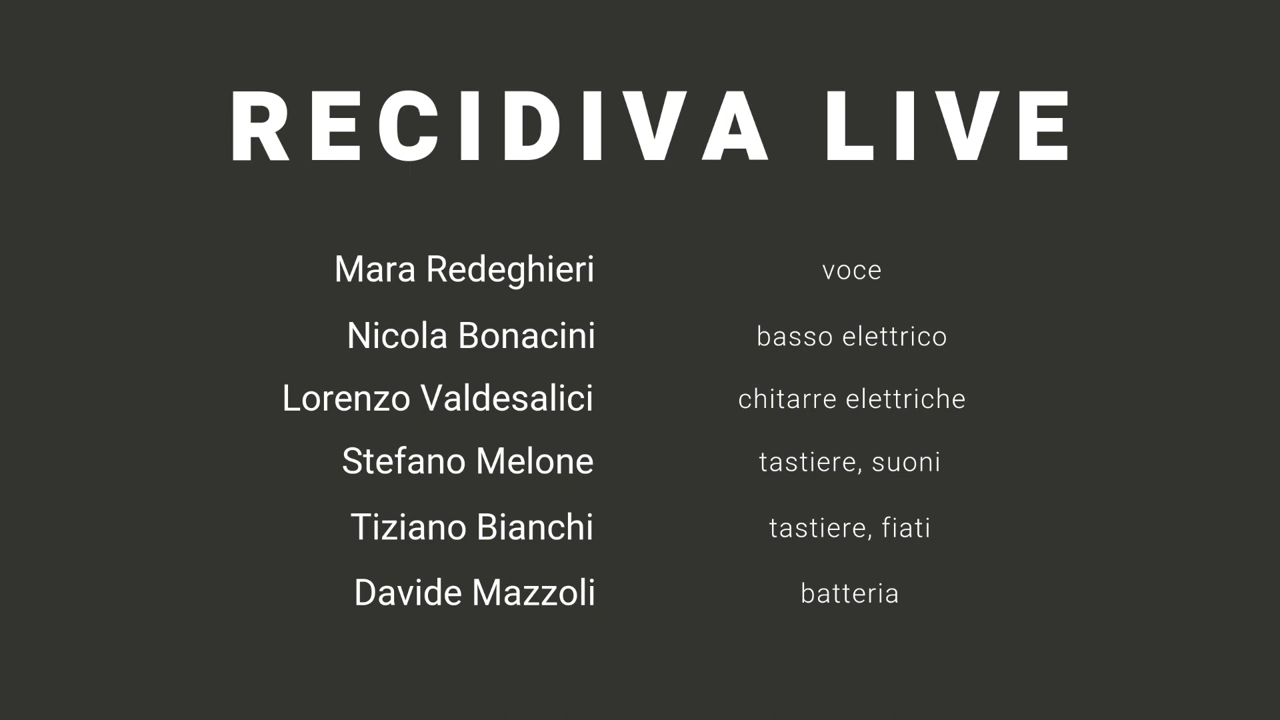 RECIDIVA LIVE
Mara Redeghieri voce
Nicola Bonacini basso elettrico
Lorenzo Valdesalici chitarre elettriche
Stefano Melone tastiere, suoni
Tiziano Bianchi tastiere, fiati
Davide Mazzoli batteria